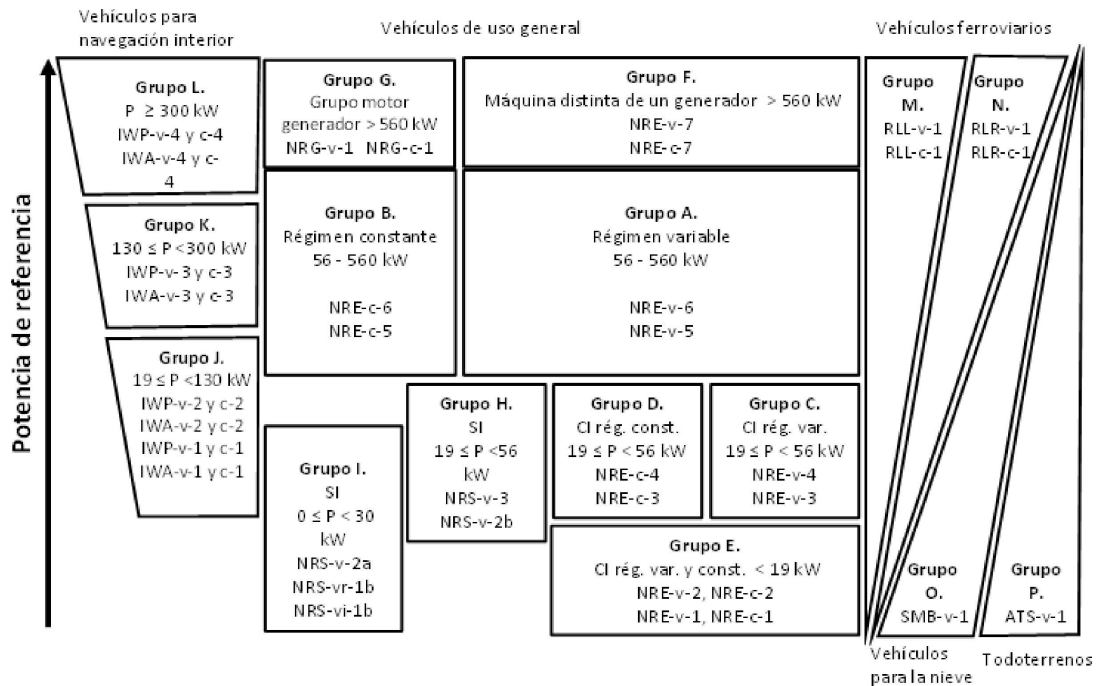 Vehículos para
navegación interior
Vehículos de uso general
Vehículos ferroviarios
Potencia de referencia
Grupo L.
P ≥ 300 kW
IWP-v-4 y c-4
IWA-v-4 y c-
4
Grupo K.
130 ≤ P <300 kW
IWP-v-3 y c-3
IWA-v-3 y c-3
Grupo J.
19 ≤ P <130 kW
IWP-v-2 y c-2
IWA-v-2 y c-2
IWP-v-1 y c-1
IWA-v-1 y c-1
Grupo G.
Grupo motor
generador > 560 kW
NRG-v-1 NRG-c-1
Grupo F.
Máquina distinta de un generador > 560 kW
NRE-v-7
NRE-c-7
Grupo B.
Régimen constante
56 - 560 kW
NRE-c-6
NRE-c-5
Grupo A.
Régimen variable
56 - 560 kW
NRE-v-6
NRE-v-5
Grupo I.
SI
0 ≤ P < 30
kW
NRS-v-2a
NRS-vr-1b
NRS-vi-1b
Grupo H.
SI
19 ≤ P <56
kW
NRS-v-3
NRS-v-2b
Grupo D.
CI rég. const.
19 ≤ P < 56 kW
NRE-c-4
NRE-c-3
Grupo C.
CI rég. var.
19 ≤ P < 56 kW
NRE-v-4
NRE-v-3
Grupo E.
CI rég. var. y const. < 19 kW
NRE-v-2, NRE-c-2
NRE-v-1, NRE-c-1
Grupo
M.
RLL-v-1
RLL-c-1
Grupo
N.
RLR-v-1
RLR-c-1
Grupo
O.
SMB-v-1
Grupo
P.
ATS-v-1
Vehículos
para la nieve
Todoterrenos